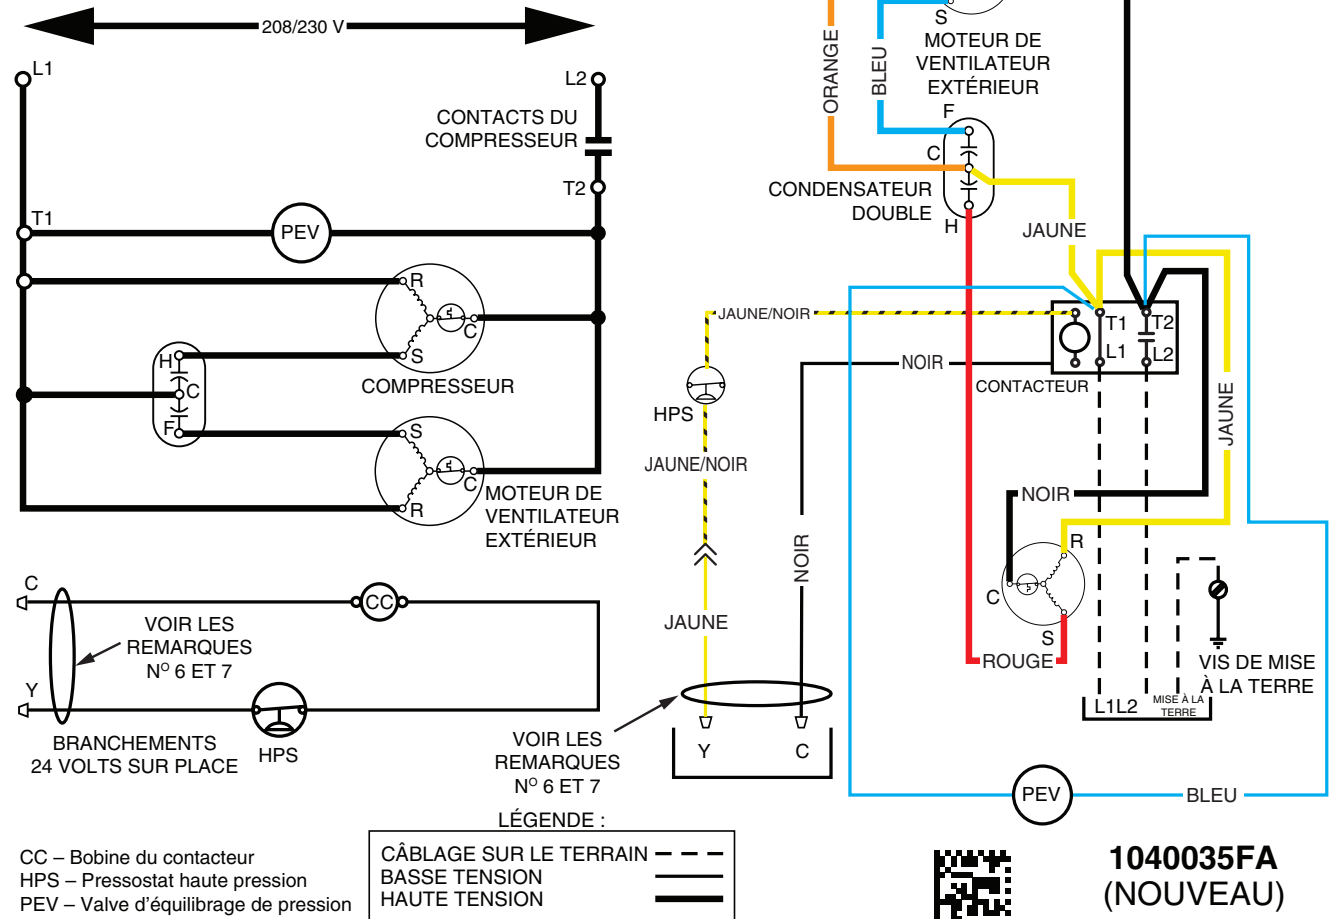 208/230 V
L1
L2
CONTACTS DU
COMPRESSEUR
T2
T1
PEV
R
C
S
COMPRESSEUR
H
C
F
S
C
R
MOTEUR DE
VENTILATEUR
EXTÉRIEUR
C
CC
VOIR LES
REMARQUES
Nº 6 ET 7
Y
HPS
BRANCHEMENTS
24 VOLTS SUR PLACE
ORANGE
BLEU
S
MOTEUR DE
VENTILATEUR
EXTÉRIEUR
F
C
CONDENSATEUR
DOUBLE
H
JAUNE
JAUNE/NOIR
T1
T2
L1
L2
NOIR
CONTACTEUR
HPS
JAUNE/NOIR
JAUNE
NOIR
NOIR
R
C
S
ROUGE
JAUNE
VIS DE MISE
À LA TERRE
L1
L2
MISE À LA
TERRE
VOIR LES
REMARQUES
Nº 6 ET 7
Y
C
PEV
BLEU
LÉGENDE :
CÂBLAGE SUR LE TERRAIN
BASSE TENSION
HAUTE TENSION
CC – Bobine du contacteur
HPS – Pressostat haute pression
PEV – Valve d'équilibrage de pression
1040035FA
(NOUVEAU)